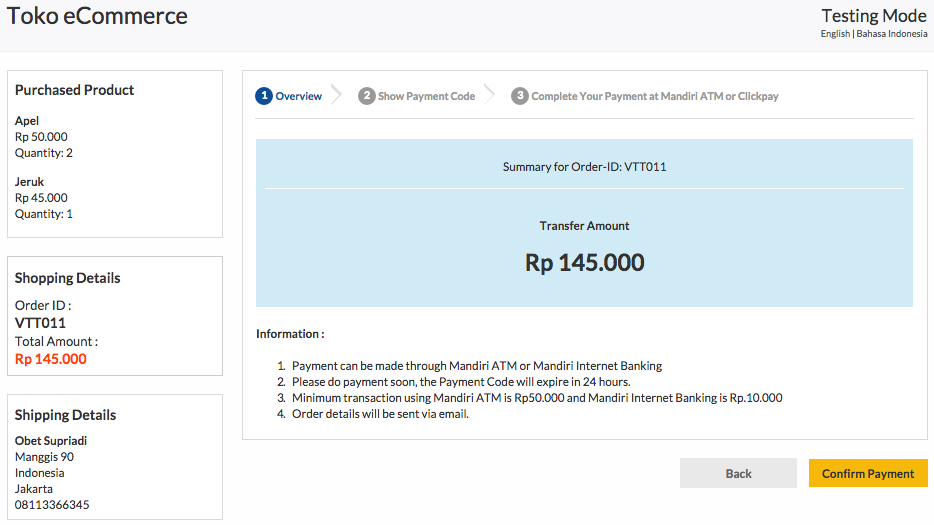 Toko eCommerce
Testing Mode
English | Bahasa Indonesia
Purchased Product
Apel
Rp 50.000
Quantity: 2
Jeruk
Rp 45.000
Quantity: 1
Shopping Details
Order ID :
VTT011
Total Amount :
Rp 145.000
Shipping Details
Obet Supriadi
Manggis 90
Indonesia
Jakarta
08113366345
1 Overview
2 Show Payment Code
3 Complete Your Payment at Mandiri ATM or Clickpay
Summary for Order-ID: VTT011
Transfer Amount
Rp 145.000
Information :
1. Payment can be made through Mandiri ATM or Mandiri Internet Banking
2. Please do payment soon, the Payment Code will expire in 24 hours.
3. Minimum transaction using Mandiri ATM is Rp50.000 and Mandiri Internet Banking is Rp.10.000
4. Order details will be sent via email.
Back
Confirm Payment